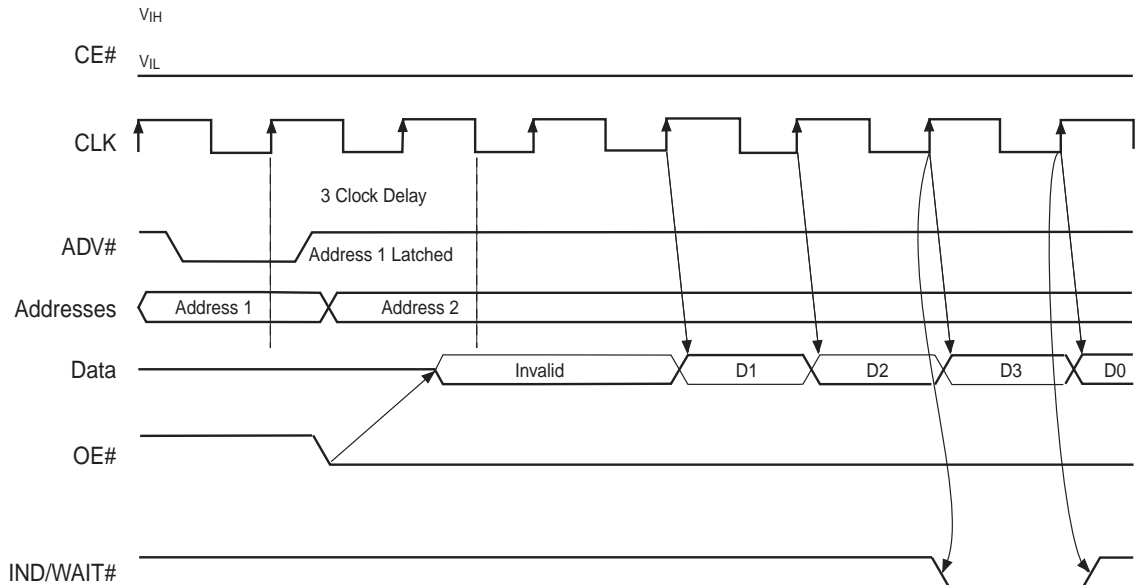 VIH
CE#
VIL
CLK
3 Clock Delay
ADV#
Address 1 Latched
Addresses
Address 1
Address 2
Data
Invalid
D1
D2
D3
D0
OE#
IND/WAIT#